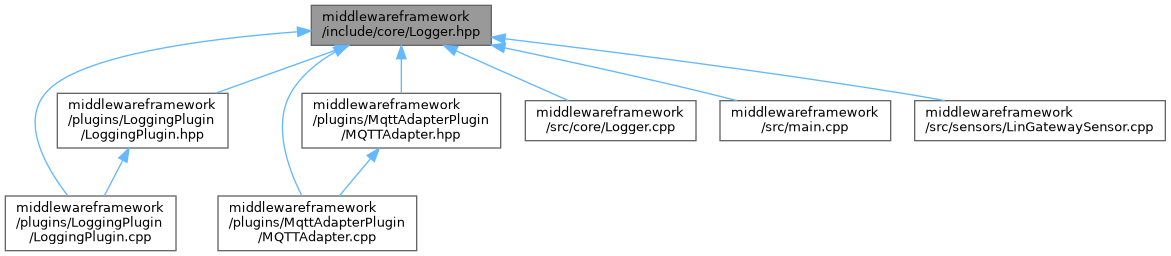 middlewareframework
/include/core/Logger.hpp
middlewareframework
/plugins/LoggingPlugin
/LoggingPlugin.hpp
middlewareframework
/plugins/MqttAdapterPlugin
/MQTTAdapter.hpp
middlewareframework
/src/core/Logger.cpp
middlewareframework
/src/main.cpp
middlewareframework
/src/sensors/LinGatewaySensor.cpp
middlewareframework
/plugins/LoggingPlugin
/LoggingPlugin.cpp
middlewareframework
/plugins/MqttAdapterPlugin
/MQTTAdapter.cpp